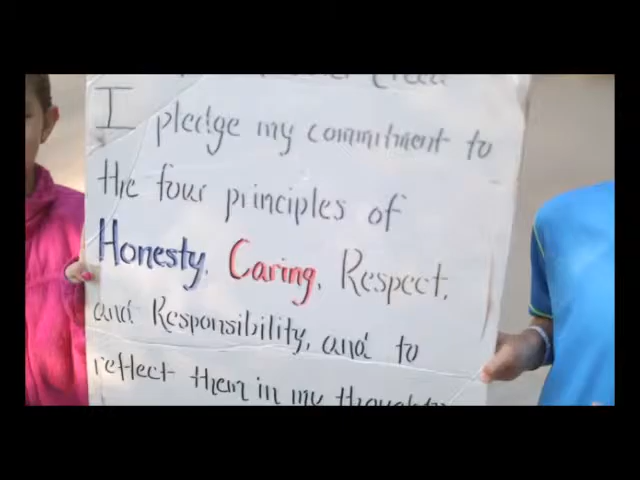 I pledge my commitment to
the four principles of
Honesty, Caring, Respect,
and Responsibility, and to
reflect them in my